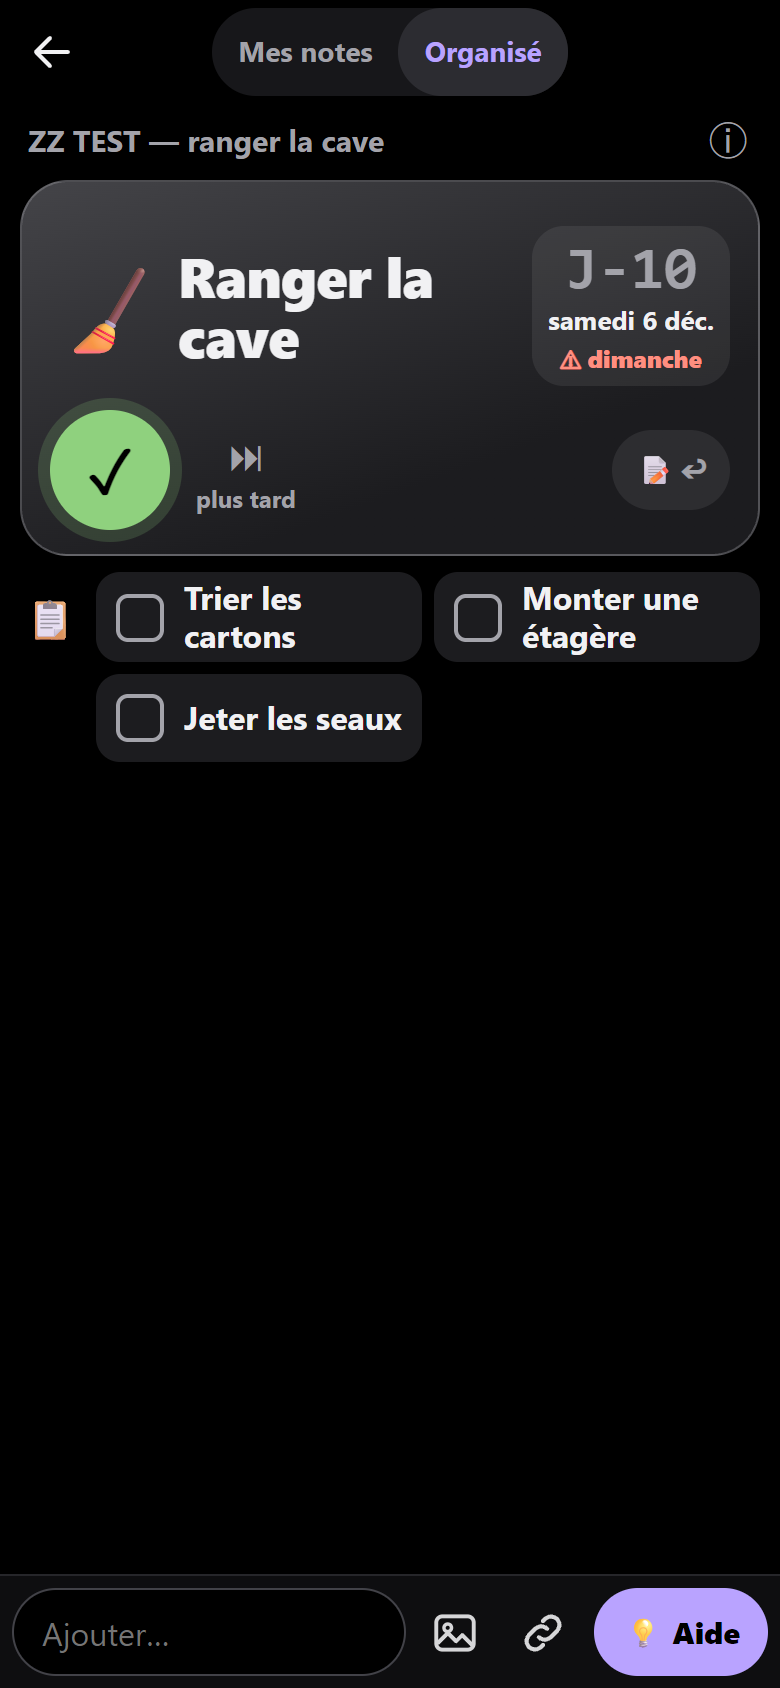 Mes notes
Organisé
ZZ TEST — ranger la cave
Ranger la
cave
J-10
samedi 6 déc.
⚠ dimanche
plus tard
Trier les
cartons
Monter une
étagère
Jeter les seaux
Ajouter...
Aide